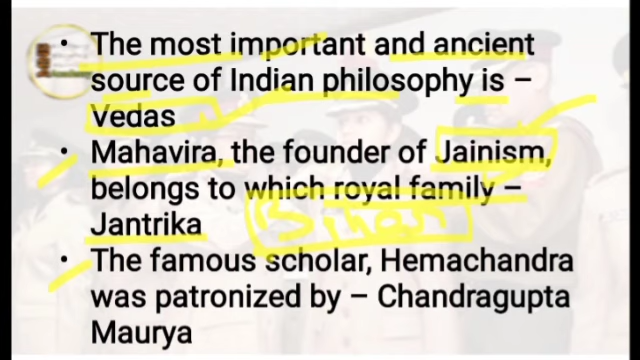 • The most important and ancient
source of Indian philosophy is –
Vedas
• Mahavira, the founder of Jainism,
belongs to which royal family –
Jantrika
Bihar
• The famous scholar, Hemachandra
was patronized by – Chandragupta
Maurya